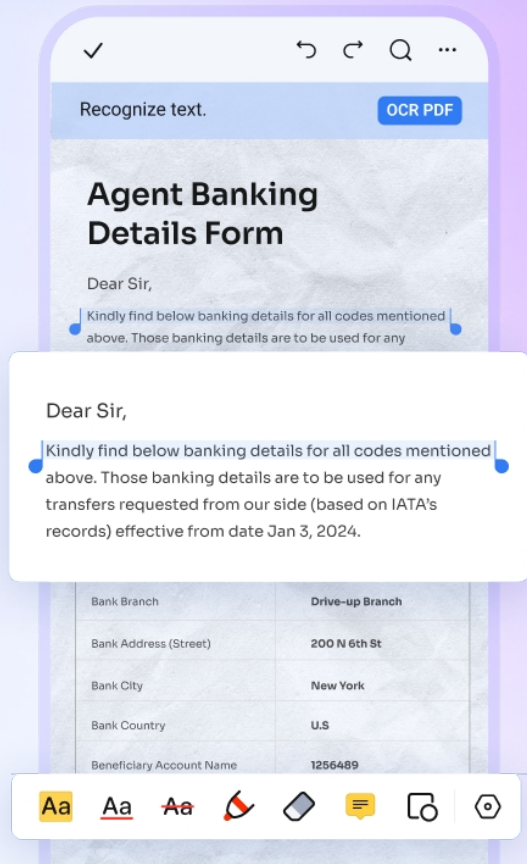 Recognize text.
OCR PDF
Agent Banking
Details Form
Dear Sir,
Kindly find below banking details for all codes mentioned
above. Those banking details are to be used for any
Dear Sir,
Kindly find below banking details for all codes mentioned
above. Those banking details are to be used for any
transfers requested from our side (based on IATA's
records) effective from date Jan 3, 2024.
Bank Branch Drive-up Branch
Bank Address (Street) 200 N 6th St
Bank City New York
Bank Country U.S
Beneficiary Account Name 1256489
Aa Aa Aa